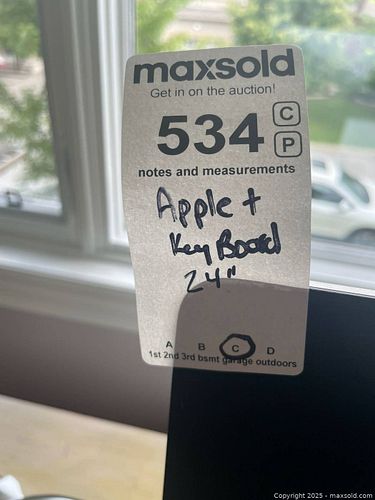 maxsold
Get in on the auction!
534
C
P
notes and measurements
Apple +
Key Board
24"
A B C D
1st 2nd 3rd bsmt garage outdoors
Copyright 2025 - maxsold.com